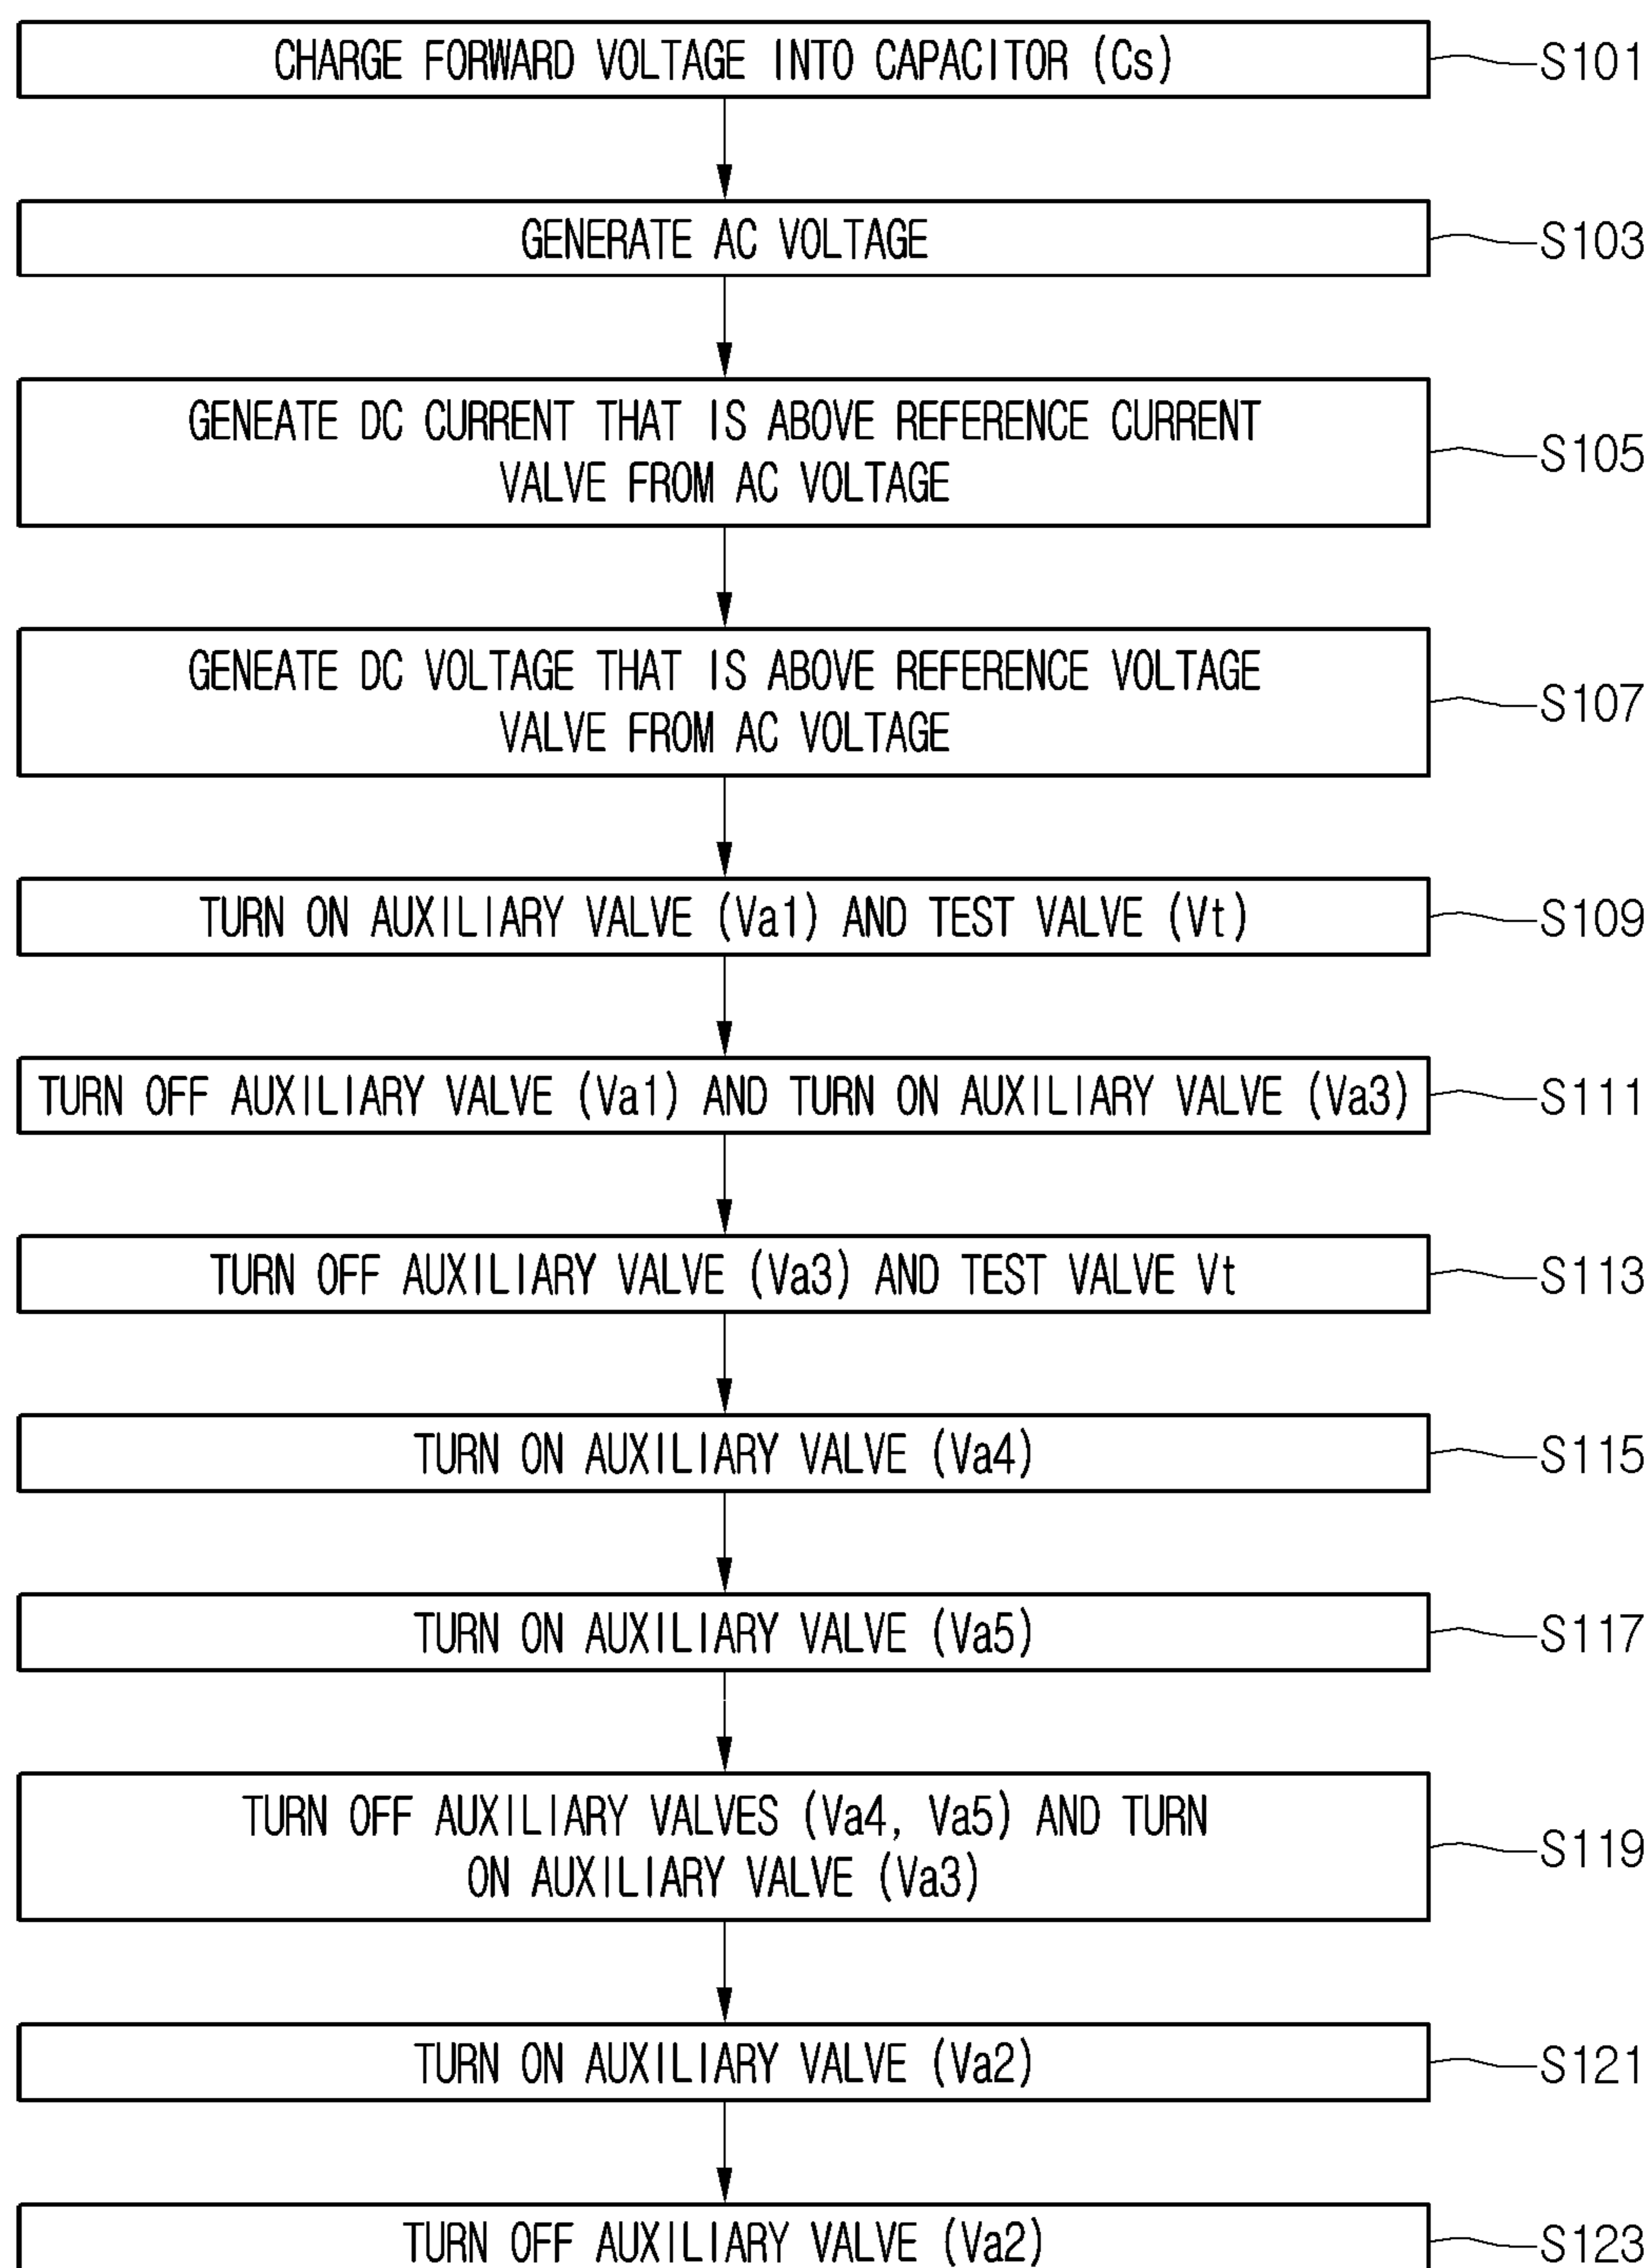 CHARGE FORWARD VOLTAGE INTO CAPACITOR (Cs)
S101
GENERATE AC VOLTAGE
S103
GENEATE DC CURRENT THAT IS ABOVE REFERENCE CURRENT
VALVE FROM AC VOLTAGE
S105
GENEATE DC VOLTAGE THAT IS ABOVE REFERENCE VOLTAGE
VALVE FROM AC VOLTAGE
S107
TURN ON AUXILIARY VALVE (Va1) AND TEST VALVE (Vt)
S109
TURN OFF AUXILIARY VALVE (Va1) AND TURN ON AUXILIARY VALVE (Va3)
S111
TURN OFF AUXILIARY VALVE (Va3) AND TEST VALVE Vt
S113
TURN ON AUXILIARY VALVE (Va4)
S115
TURN ON AUXILIARY VALVE (Va5)
S117
TURN OFF AUXILIARY VALVES (Va4, Va5) AND TURN
ON AUXILIARY VALVE (Va3)
S119
TURN ON AUXILIARY VALVE (Va2)
S121
TURN OFF AUXILIARY VALVE (Va2)
S123